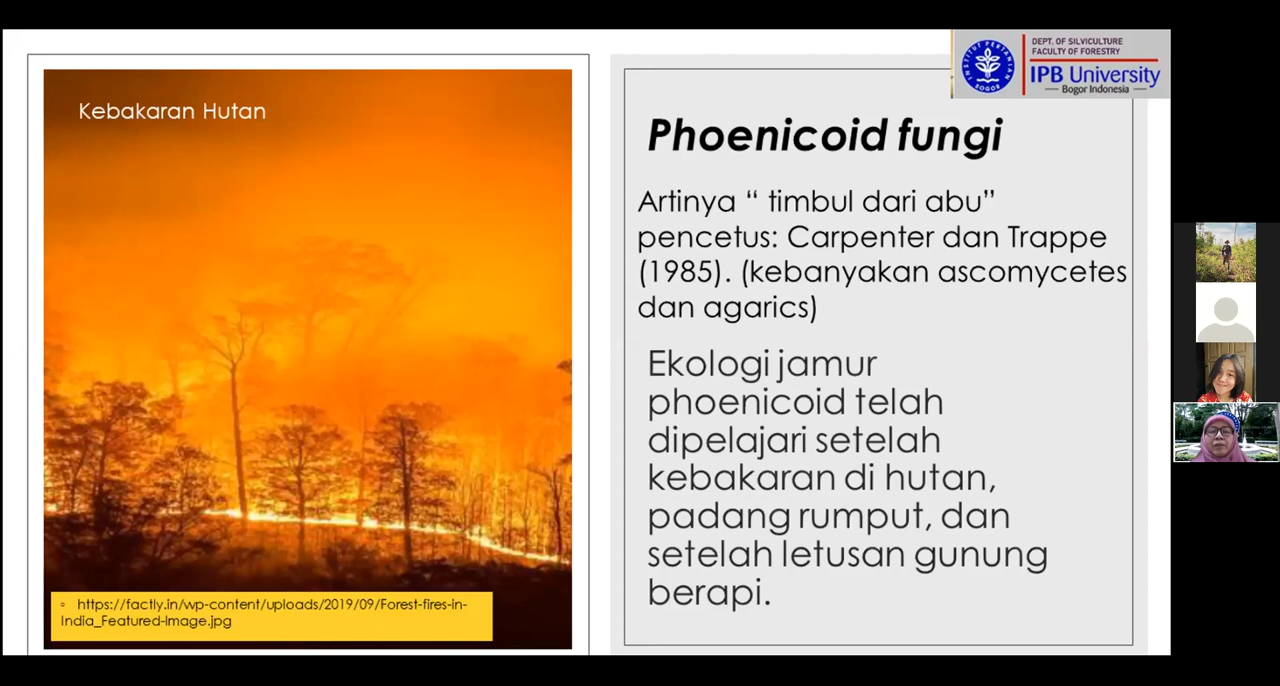 Kebakaran Hutan
https://factly.in/wp-content/uploads/2019/09/Forest-fires-in-
India_Featured-Image.jpg
DEPT. OF SILVICULTURE
FACULTY OF FORESTRY
IPB University
Bogor Indonesia
INSTITUT PERTANIAN
BOGOR
Phoenicoid fungi
Artinya “ timbul dari abu”
pencetus: Carpenter dan Trappe
(1985). (kebanyakan ascomycetes
dan agarics)
Ekologi jamur
phoenicoid telah
dipelajari setelah
kebakaran di hutan,
padang rumput, dan
setelah letusan gunung
berapi.